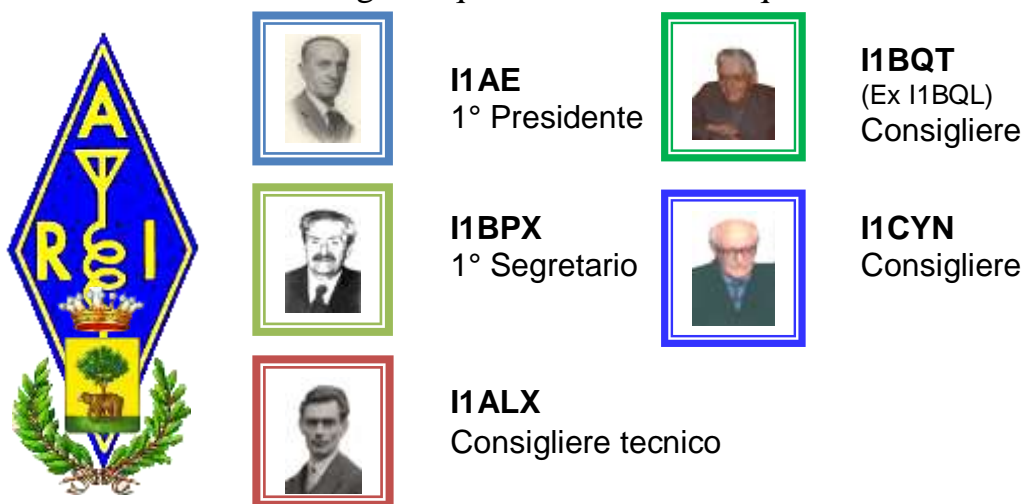 A
R I
I1AE
1° Presidente
I1BPX
1° Segretario
I1ALX
Consigliere tecnico
I1BQT
(Ex I1BQL)
Consigliere
I1CYN
Consigliere